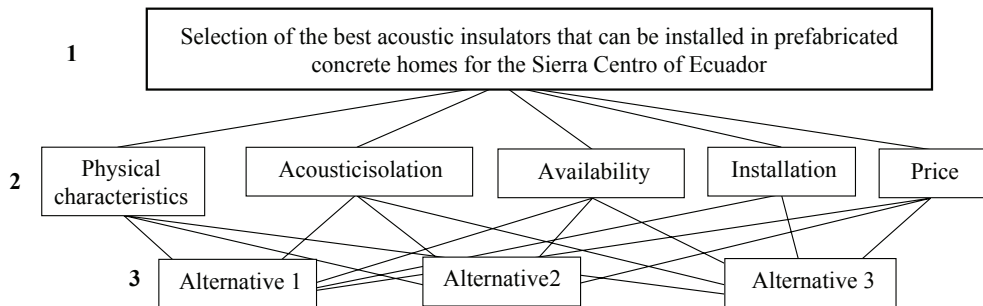 1
Selection of the best acoustic insulators that can be installed in prefabricated
concrete homes for the Sierra Centro of Ecuador
2
Physical
characteristics
Acousticisolation
Availability
Installation
Price
3
Alternative 1
Alternative2
Alternative 3